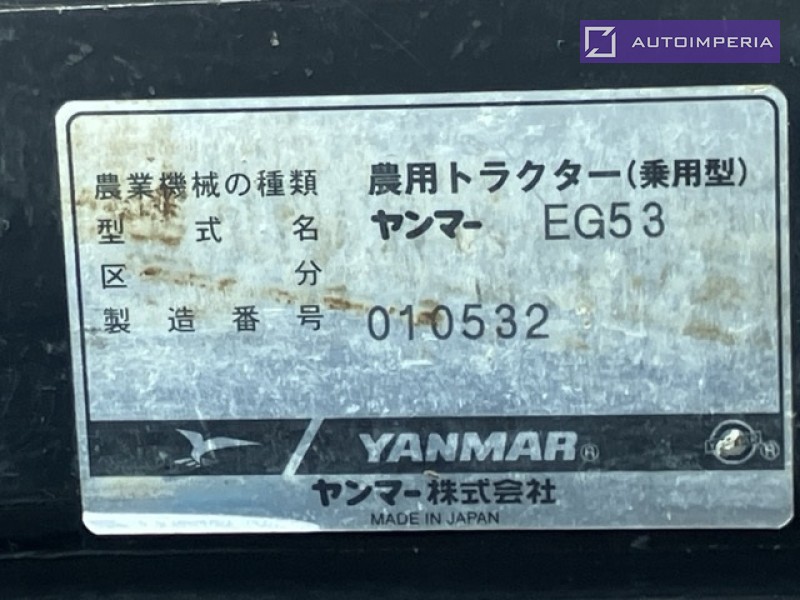 AUTOIMPERIA
農業機械の種類 農用トラクター(乗用型)
型式名 ヤンマー EG53
区分
製造番号 010532
YANMAR®
ヤンマー株式会社
MADE IN JAPAN